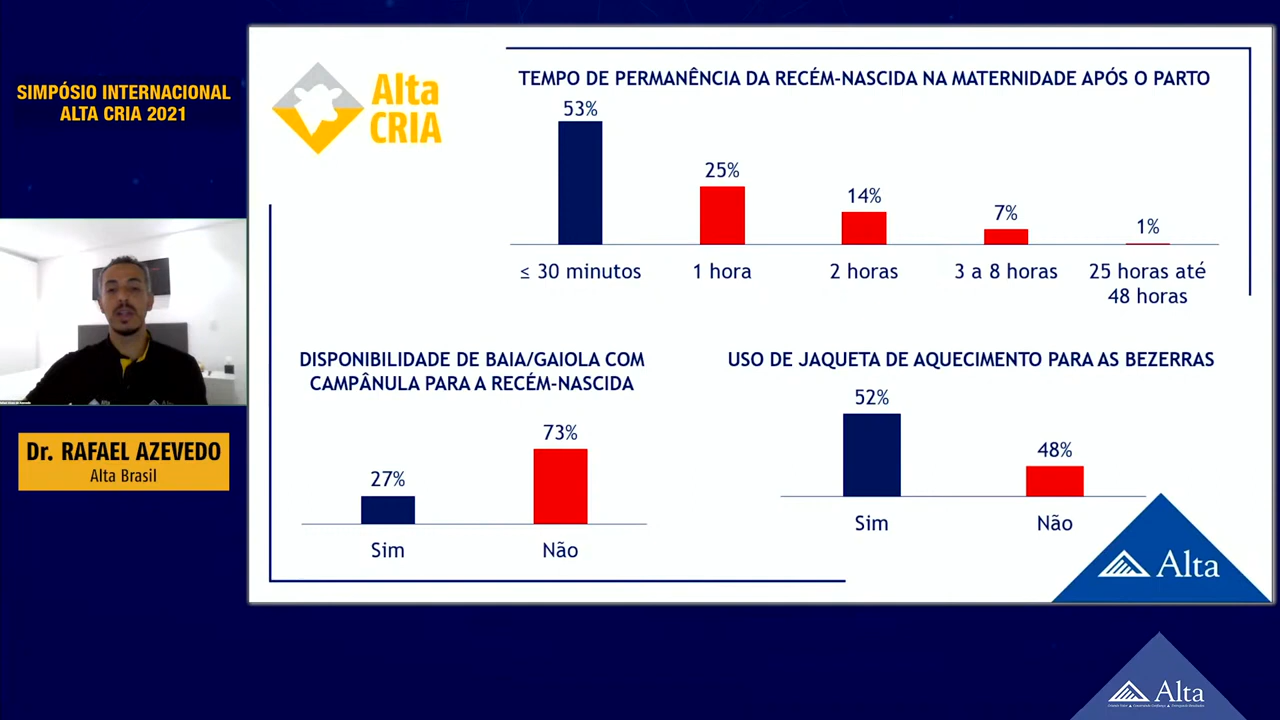 SIMPÓSIO INTERNACIONAL
ALTA CRIA 2021
Dr. RAFAEL AZEVEDO
Alta Brasil
Alta
CRIA
TEMPO DE PERMANÊNCIA DA RECÉM-NASCIDA NA MATERNIDADE APÓS O PARTO
53%
25%
14%
7%
1%
≤ 30 minutos
1 hora
2 horas
3 a 8 horas
25 horas até
48 horas
DISPONIBILIDADE DE BAIA/GAIOLA COM
CAMPÂNULA PARA A RECÉM-NASCIDA
27%
73%
Sim
Não
USO DE JAQUETA DE AQUECIMENTO PARA AS BEZERRAS
52%
48%
Sim
Não
Alta
Alta